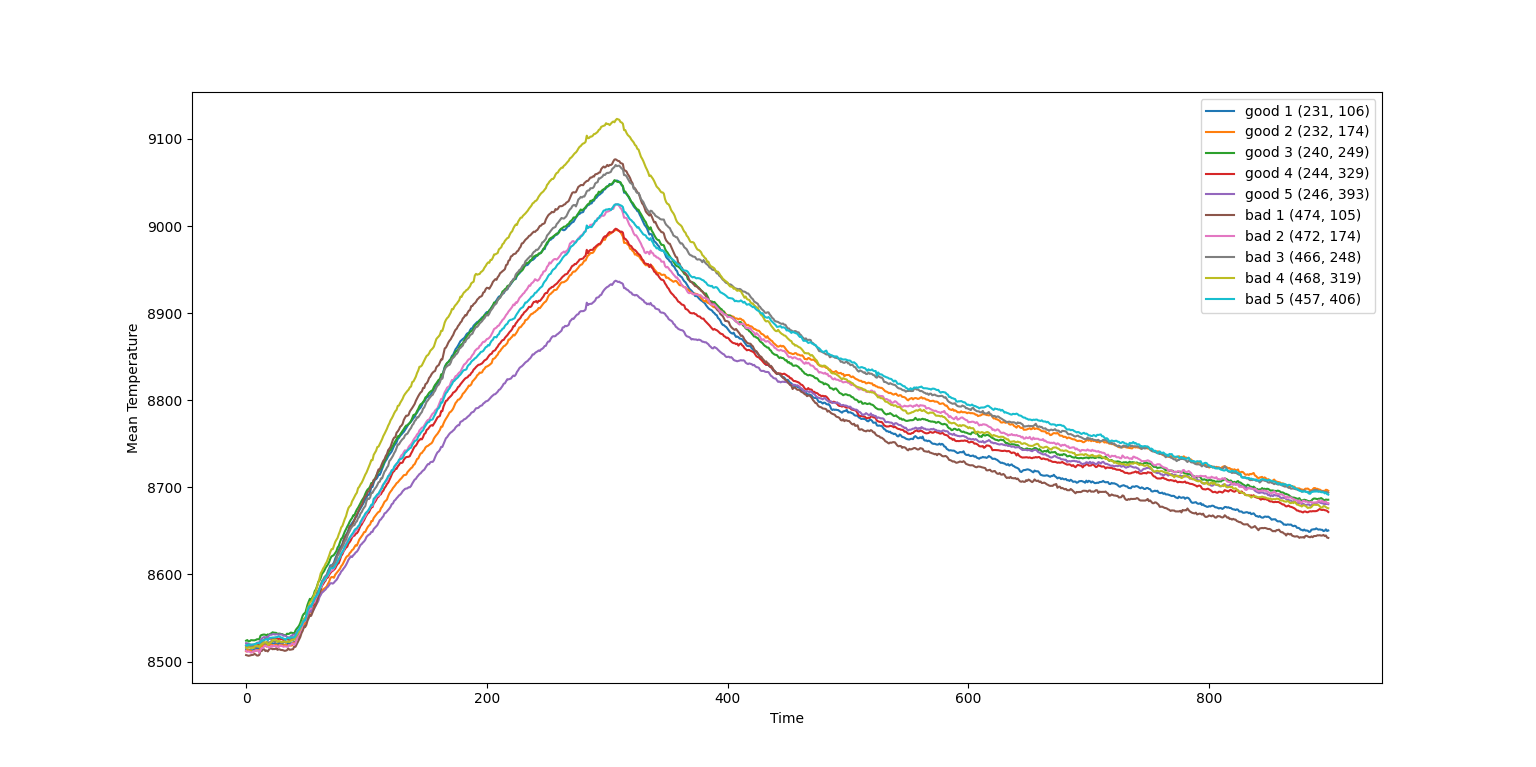 9100
9000
8900
8800
8700
8600
8500
Mean Temperature
0
200
400
600
800
Time
good 1 (231, 106)
good 2 (232, 174)
good 3 (240, 249)
good 4 (244, 329)
good 5 (246, 393)
bad 1 (474, 105)
bad 2 (472, 174)
bad 3 (466, 248)
bad 4 (468, 319)
bad 5 (457, 406)